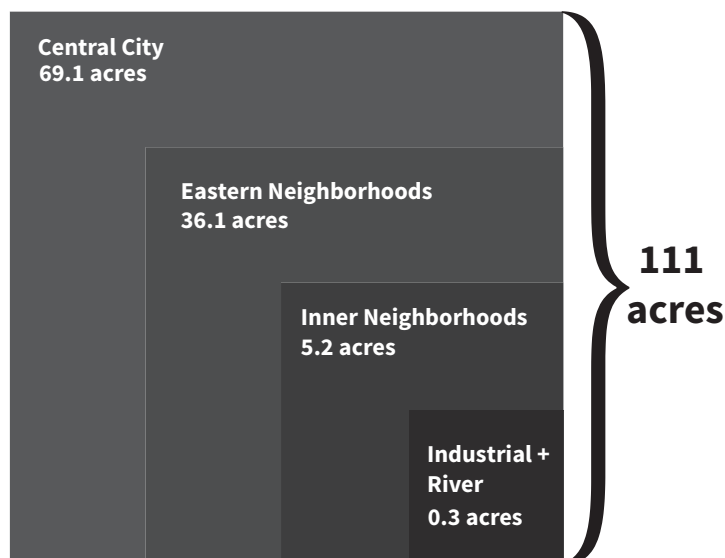 Central City
69.1 acres
Eastern Neighborhoods
36.1 acres
Inner Neighborhoods
5.2 acres
Industrial +
River
0.3 acres
111
acres